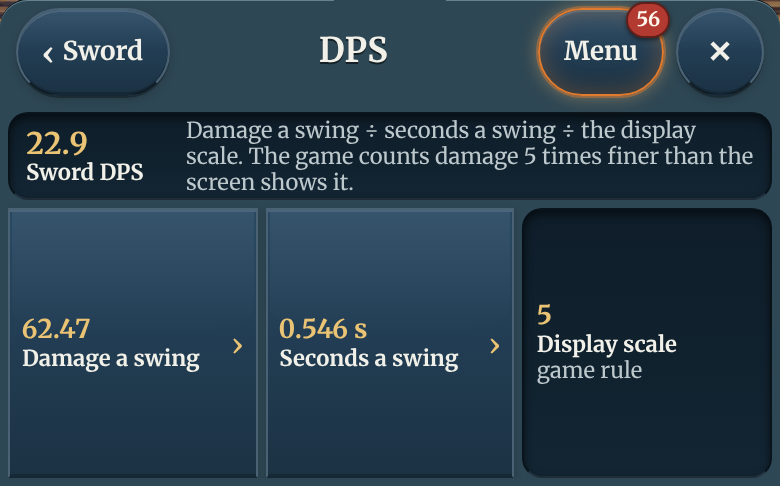 ‹ Sword
DPS
Menu
56
×
22.9
Sword DPS
Damage a swing ÷ seconds a swing ÷ the display
scale. The game counts damage 5 times finer than the
screen shows it.
62.47
Damage a swing
›
0.546 s
Seconds a swing
›
5
Display scale
game rule